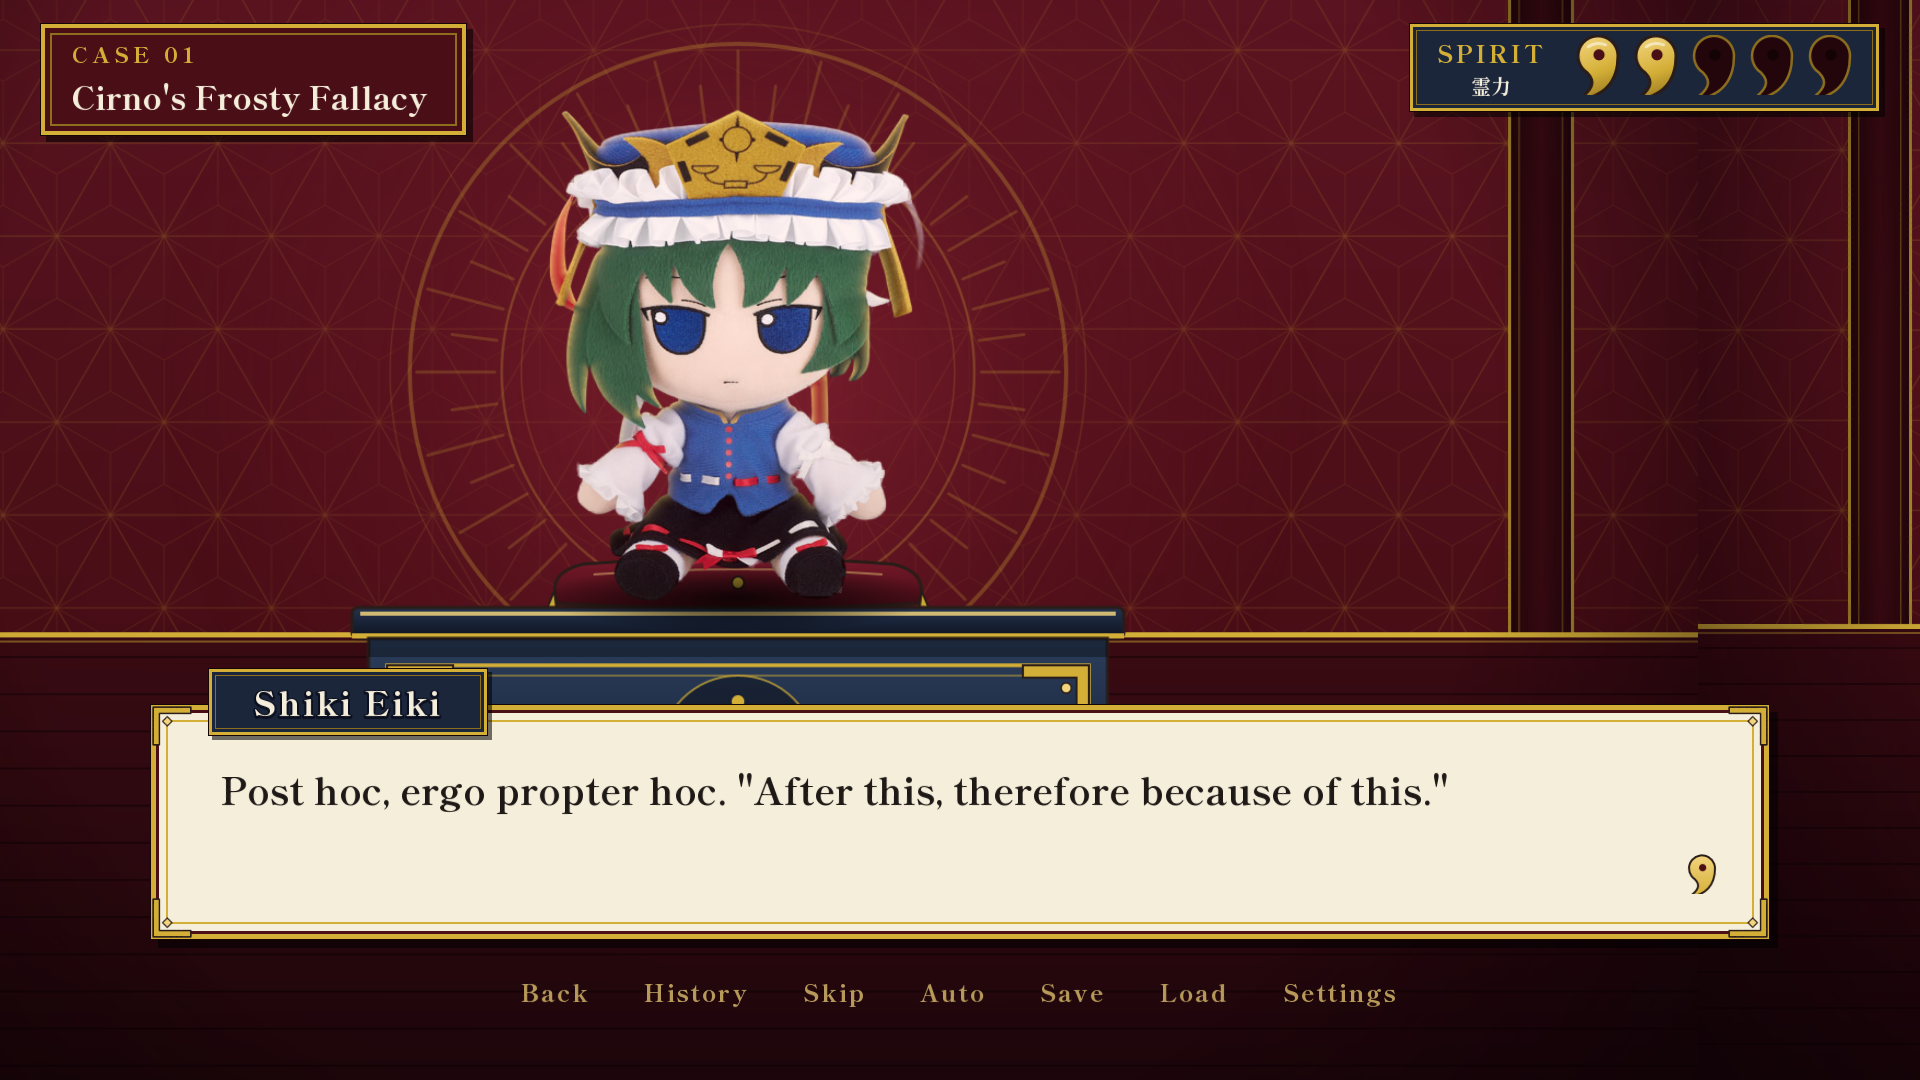 CASE 01
Cirno's Frosty Fallacy
SPIRIT
霊力
Shiki Eiki
Post hoc, ergo propter hoc. "After this, therefore because of this."
Back History Skip Auto Save Load Settings